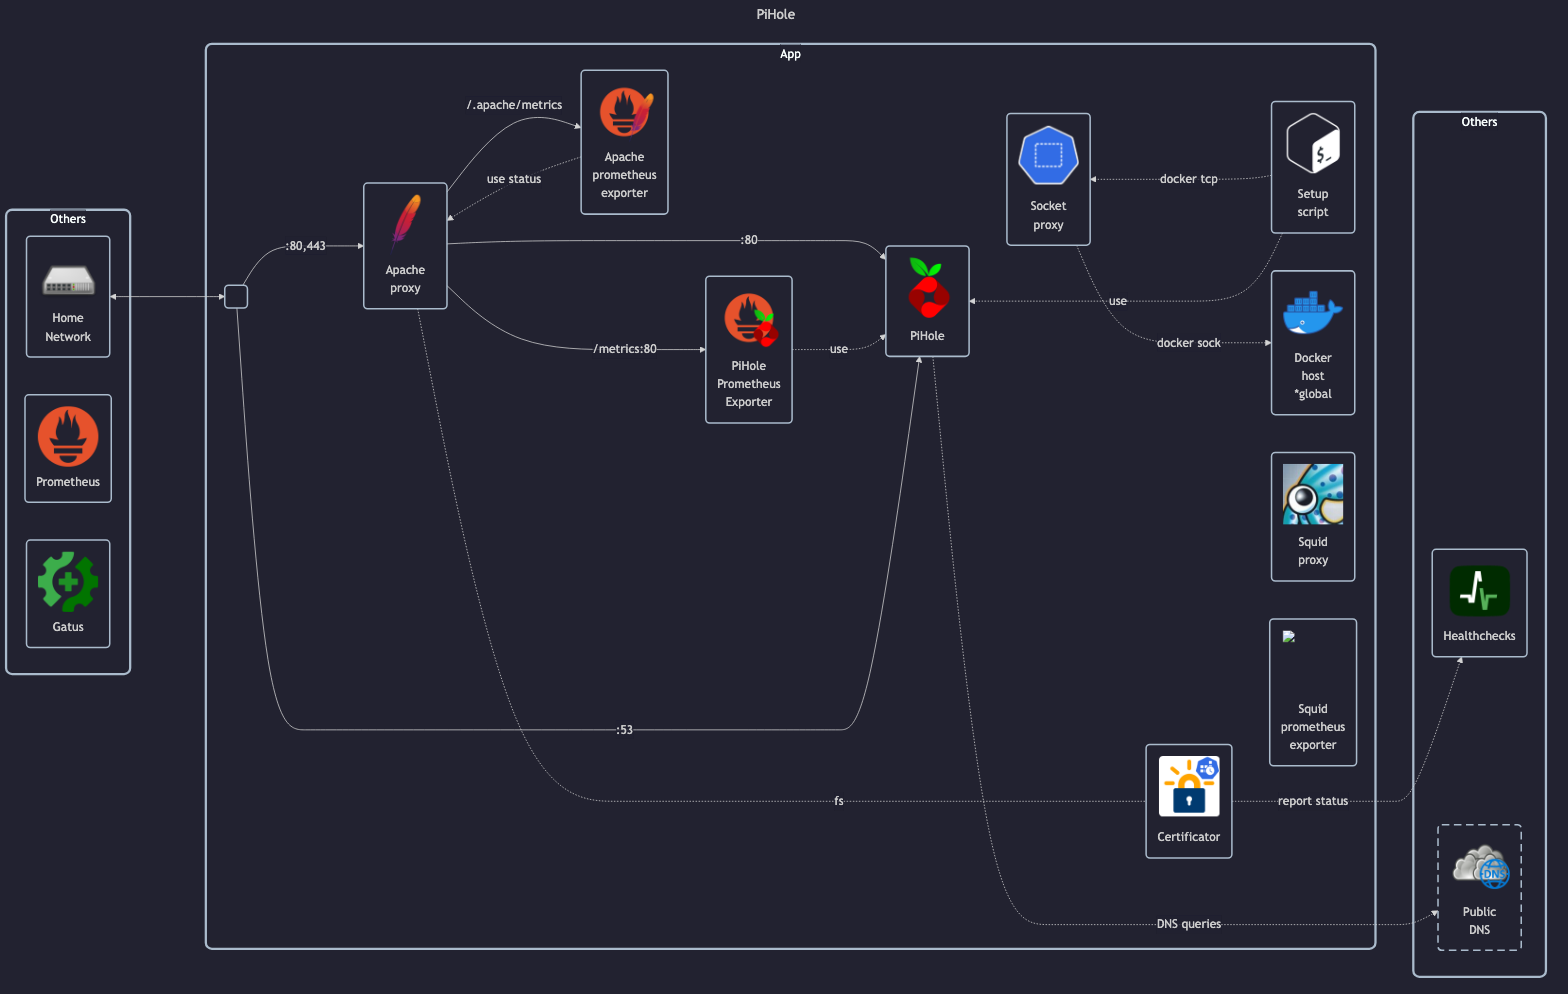 PiHole
App
Others
Home
Network
Prometheus
Gatus
:80,443
Apache
proxy
/.apache/metrics
use status
Apache
prometheus
exporter
:80
/metrics:80
PiHole
Prometheus
Exporter
use
PiHole
:53
fs
Socket
proxy
docker tcp
Setup
script
$_
use
docker sock
Docker
host
*global
Squid
proxy
Squid
prometheus
exporter
Certificator
report status
DNS queries
Others
Healthchecks
DNS
Public
DNS